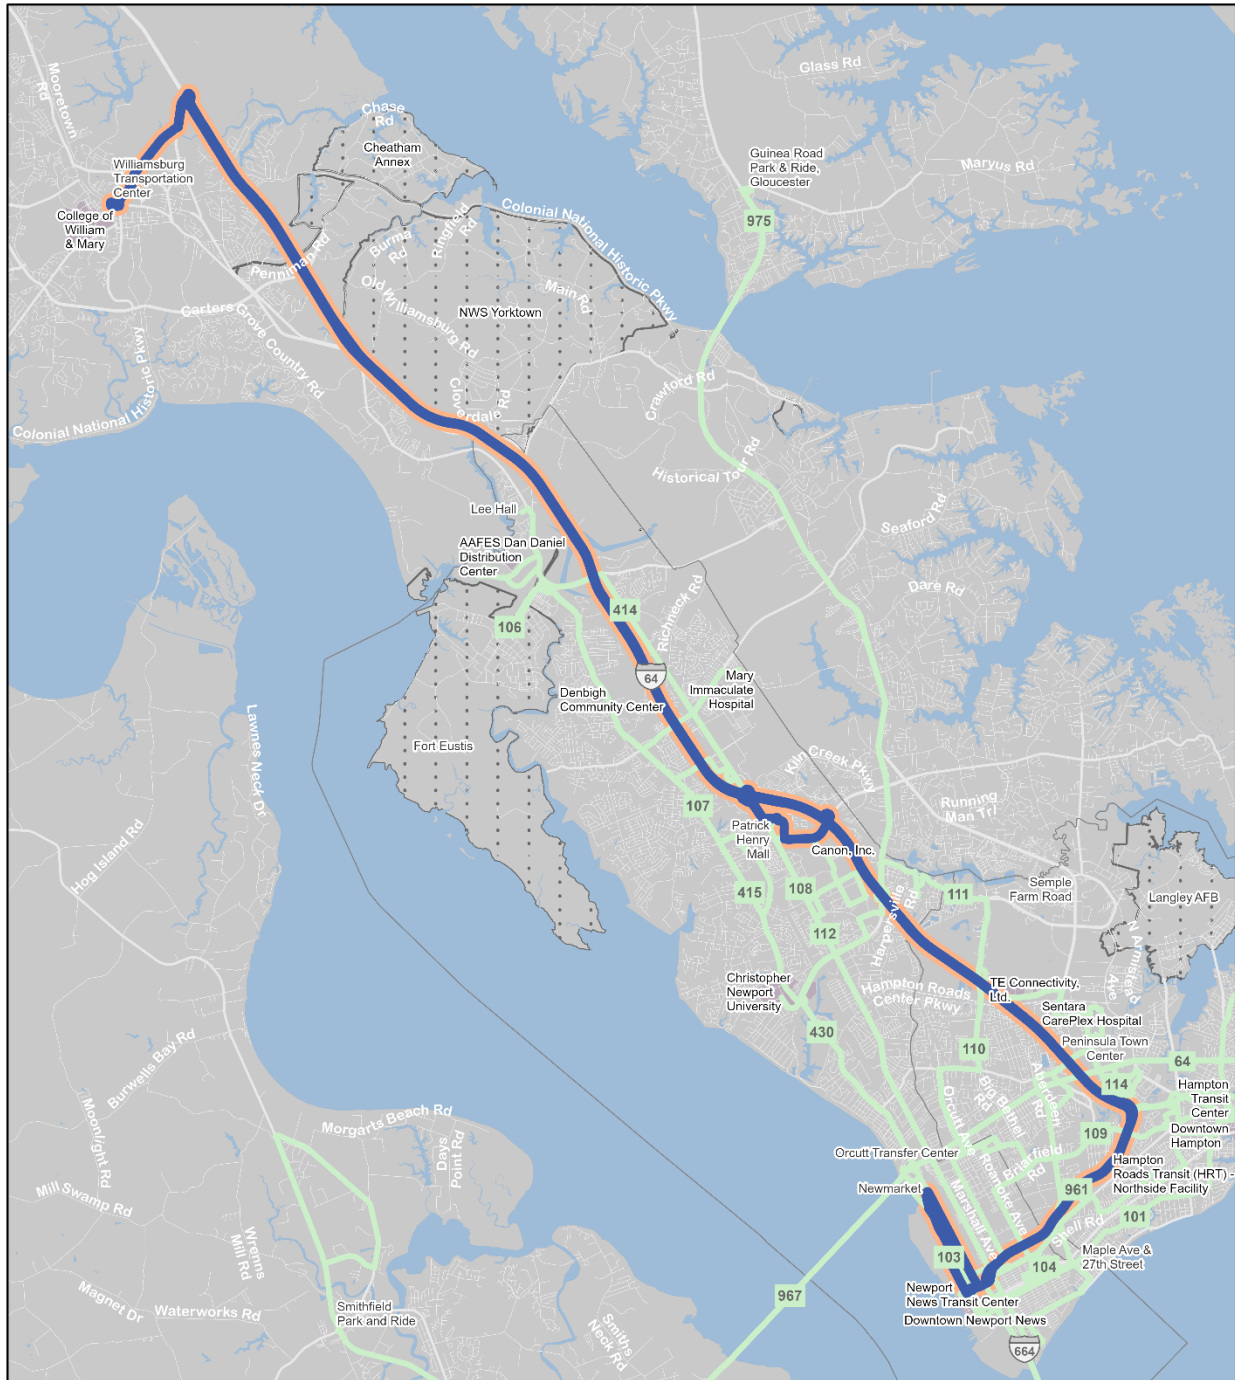 Glass Rd
Mooretown
Rd
Chase
Rd
Cheatham
Annex
Guinea Road
Park & Ride,
Gloucester
Maryus Rd
Williamsburg
Transportation
Center
College of
William
& Mary
975
Colonial National Historic Pkwy
Ringfield
Rd
Burma
Rd
Penniman Rd
Old Williamsburg Rd
Main Rd
NWS Yorktown
Carters Grove Country Rd
Colonial National Historic Pkwy
Cloverdale
Rd
Crawford Rd
Historical Tour Rd
Seaford Rd
Lee Hall
AAFES Dan Daniel
Distribution
Center
Dare Rd
414
106
Richneck Rd
64
Mary
Immaculate
Hospital
Denbigh
Community Center
Lawnes Neck Dr
Fort Eustis
Kiln Creek Pkwy
107
Running
Man Trl
Patrick
Henry
Mall
Canon, Inc.
Hog Island Rd
415
108
Harpersville
Rd
111
Semple
Farm Road
Langley AFB
112
N Armistead
Ave
Christopher
Newport
University
Hampton Roads
Center Pkwy
TE Connectivity,
Ltd.
Sentara
CarePlex Hospital
430
110
Peninsula Town
Center
64
Burwells Bay Rd
Big Bethel
Rd
Aberdeen
Rd
114
Hampton
Transit
Center
Moonlight Rd
Morgarts Beach Rd
Days
Point Rd
Orcutt Ave
109
Downtown
Hampton
Orcutt Transfer Center
Briarfield
Rd
Roanoke Ave
Hampton
Roads Transit (HRT) -
Northside Facility
Mill Swamp Rd
Newmarket
Marshall Ave
961
Shell Rd
101
Wrenns
Mill Rd
103
104
Maple Ave &
27th Street
Magnet Dr
Waterworks Rd
967
Newport
News Transit Center
Downtown Newport News
Smithfield
Park and Ride
Smiths
Neck Rd
664